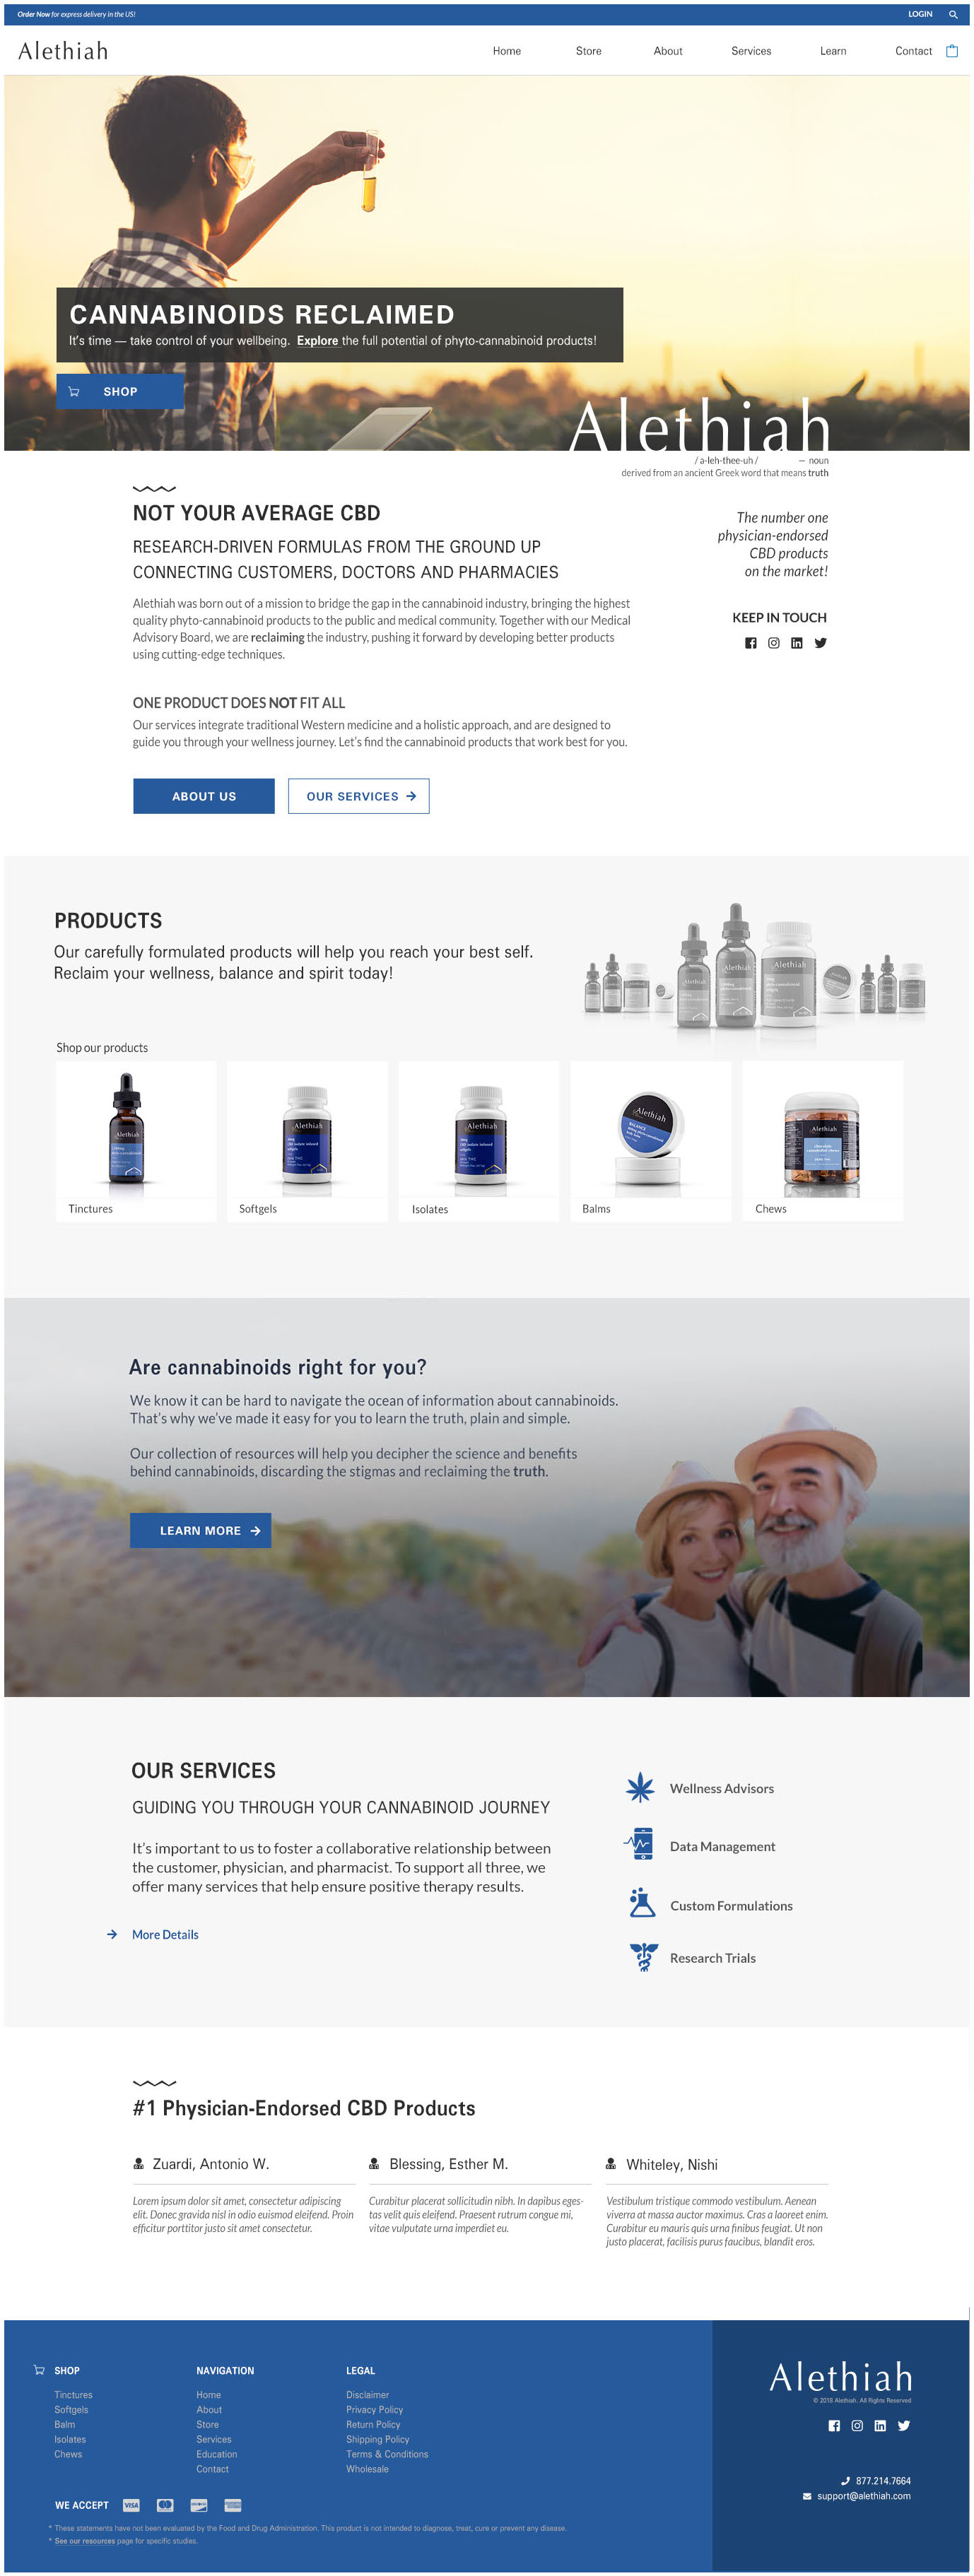 Order Now for express delivery in the US!
LOGIN
Alethiah
Home Store About Services Learn Contact
CANNABINOIDS RECLAIMED
It's time — take control of your wellbeing. Explore the full potential of phyto-cannabinoid products!
SHOP
Alethiah
/ a-leh-thee-uh / — noun
derived from an ancient Greek word that means truth
NOT YOUR AVERAGE CBD
RESEARCH-DRIVEN FORMULAS FROM THE GROUND UP
CONNECTING CUSTOMERS, DOCTORS AND PHARMACIES
Alethiah was born out of a mission to bridge the gap in the cannabinoid industry, bringing the highest
quality phyto-cannabinoid products to the public and medical community. Together with our Medical
Advisory Board, we are reclaiming the industry, pushing it forward by developing better products
using cutting-edge techniques.
The number one
physician-endorsed
CBD products
on the market!
KEEP IN TOUCH
ONE PRODUCT DOES NOT FIT ALL
Our services integrate traditional Western medicine and a holistic approach, and are designed to
guide you through your wellness journey. Let's find the cannabinoid products that work best for you.
ABOUT US
OUR SERVICES
PRODUCTS
Our carefully formulated products will help you reach your best self.
Reclaim your wellness, balance and spirit today!
Alethiah
Alethiah
Alethiah
Shop our products
Alethiah
Alethiah
Alethiah
Alethiah
BALANCE
Alethiah
Tinctures
Softgels
Isolates
Balms
Chews
Are cannabinoids right for you?
We know it can be hard to navigate the ocean of information about cannabinoids.
That's why we've made it easy for you to learn the truth, plain and simple.
Our collection of resources will help you decipher the science and benefits
behind cannabinoids, discarding the stigmas and reclaiming the truth.
LEARN MORE
OUR SERVICES
GUIDING YOU THROUGH YOUR CANNABINOID JOURNEY
It's important to us to foster a collaborative relationship between
the customer, physician, and pharmacist. To support all three, we
offer many services that help ensure positive therapy results.
More Details
Wellness Advisors
Data Management
Custom Formulations
Research Trials
#1 Physician-Endorsed CBD Products
Zuardi, Antonio W.
Lorem ipsum dolor sit amet, consectetur adipiscing
elit. Donec gravida nisl in odio euismod eleifend. Proin
efficitur porttitor justo sit amet consectetur.
Blessing, Esther M.
Curabitur placerat sollicitudin nibh. In dapibus eges-
tas velit quis eleifend. Praesent rutrum congue mi,
vitae vulputate urna imperdiet eu.
Whiteley, Nishi
Vestibulum tristique commodo vestibulum. Aenean
viverra at massa auctor maximus. Cras a laoreet enim.
Curabitur eu mauris quis urna finibus feugiat. Ut non
justo placerat, facilisis purus faucibus, blandit eros.
SHOP
Tinctures
Softgels
Balm
Isolates
Chews
NAVIGATION
Home
About
Store
Services
Education
Contact
LEGAL
Disclaimer
Privacy Policy
Return Policy
Shipping Policy
Terms & Conditions
Wholesale
WE ACCEPT
VISA
* These statements have not been evaluated by the Food and Drug Administration. This product is not intended to diagnose, treat, cure or prevent any disease.
* See our resources page for specific studies.
Alethiah
© 2018 Alethiah. All Rights Reserved
877.214.7664
support@alethiah.com